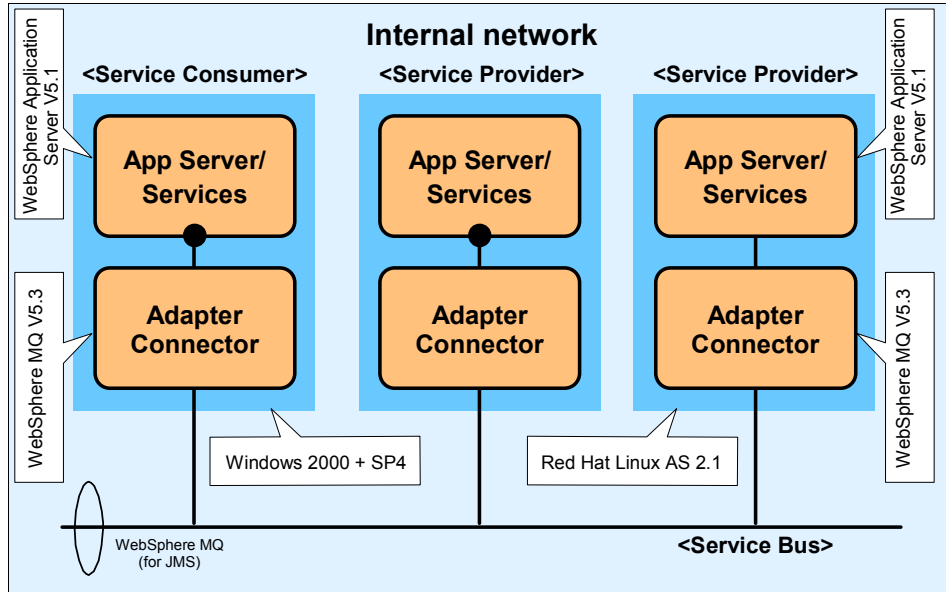 Internal network
<Service Consumer>
<Service Provider>
<Service Provider>
WebSphere Application
Server V5.1
App Server/
Services
App Server/
Services
App Server/
Services
WebSphere Application
Server V5.1
WebSphere MQ V5.3
Adapter
Connector
Adapter
Connector
Adapter
Connector
WebSphere MQ V5.3
Windows 2000 + SP4
Red Hat Linux AS 2.1
WebSphere MQ
(for JMS)
<Service Bus>